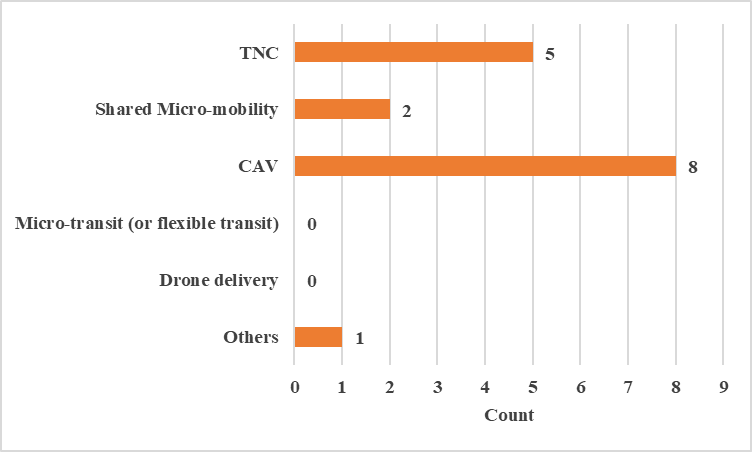 TNC 5
Shared Micro-mobility 2
CAV 8
Micro-transit (or flexible transit) 0
Drone delivery 0
Others 1
0 1 2 3 4 5 6 7 8 9
Count